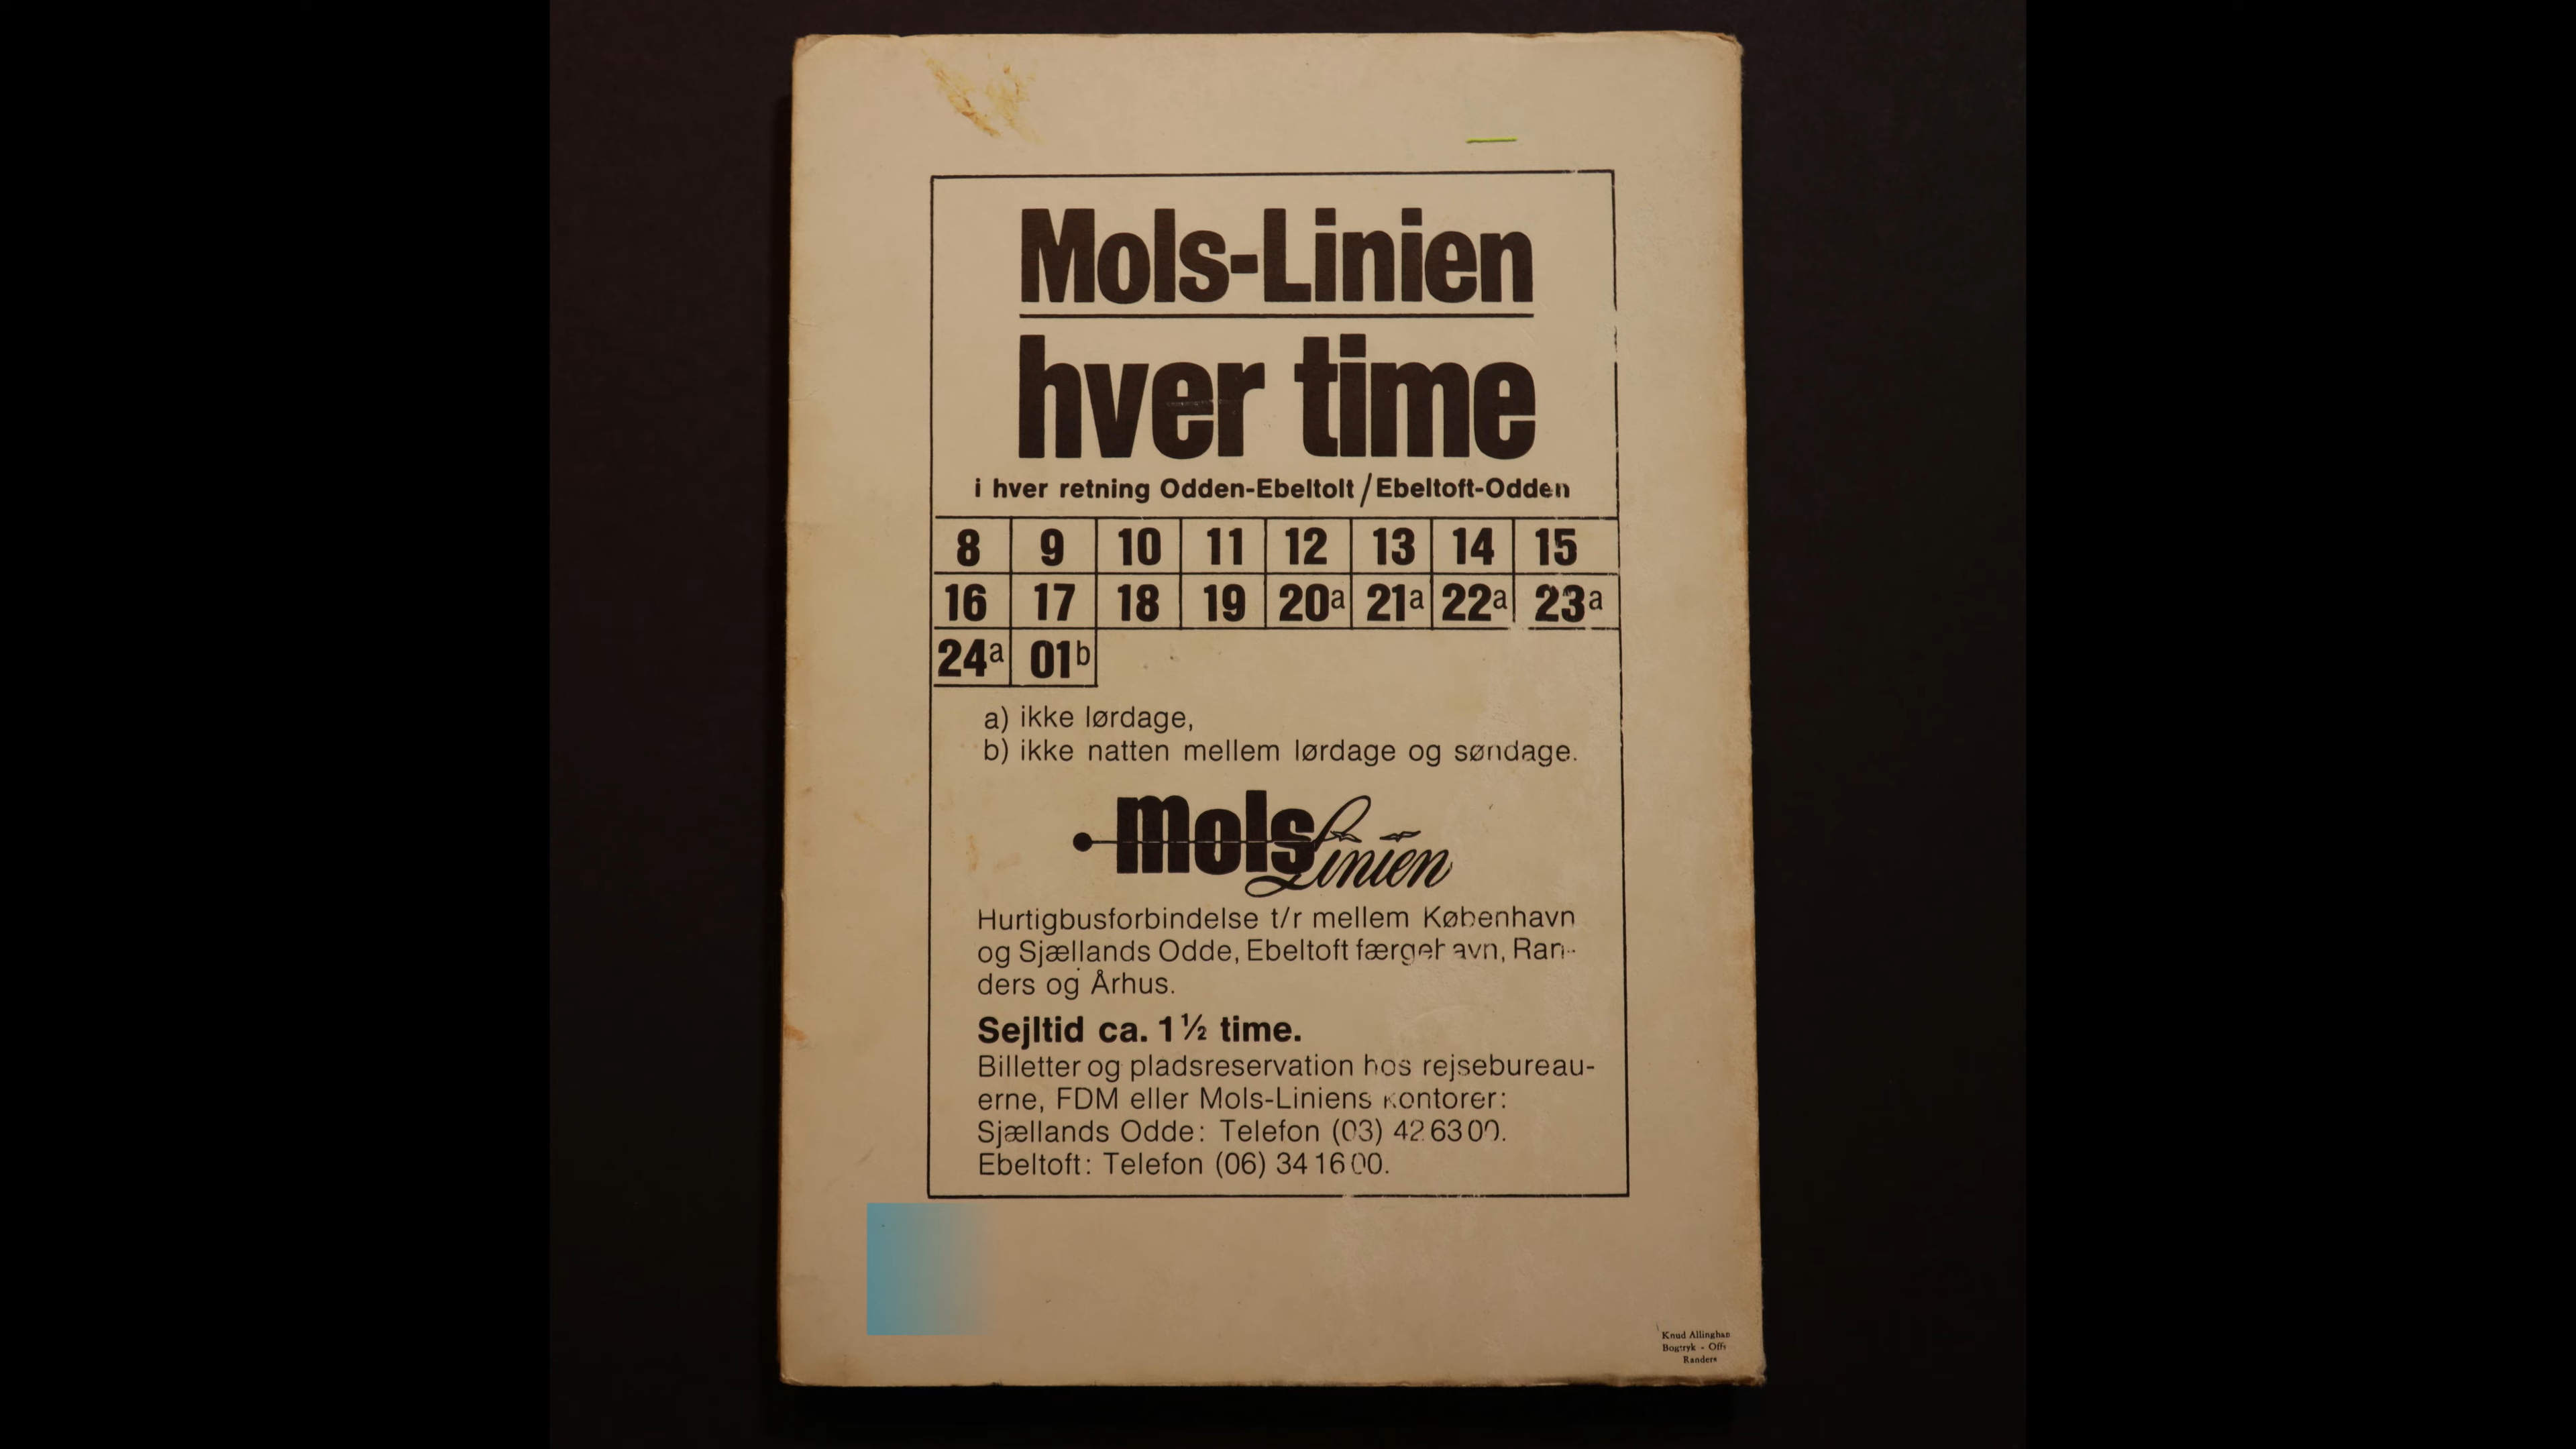 Mols-Linien
hver time
i hver retning Odden-Ebeltolt / Ebeltoft-Odden
8 9 10 11 12 13 14 15
16 17 18 19 20a 21a 22a 23a
24a 01b
a) ikke lørdage,
b) ikke natten mellem lørdage og søndage.
mols Linien
Hurtigbusforbindelse t/r mellem København
og Sjællands Odde, Ebeltoft færgehavn, Ran-
ders og Århus.
Sejltid ca. 1½ time.
Billetter og pladsreservation hos rejsebureau-
erne, FDM eller Mols-Liniens kontorer:
Sjællands Odde: Telefon (03) 42 63 00.
Ebeltoft: Telefon (06) 34 16 00.
Knud Allinghan
Bogtryk - Offs
Randers